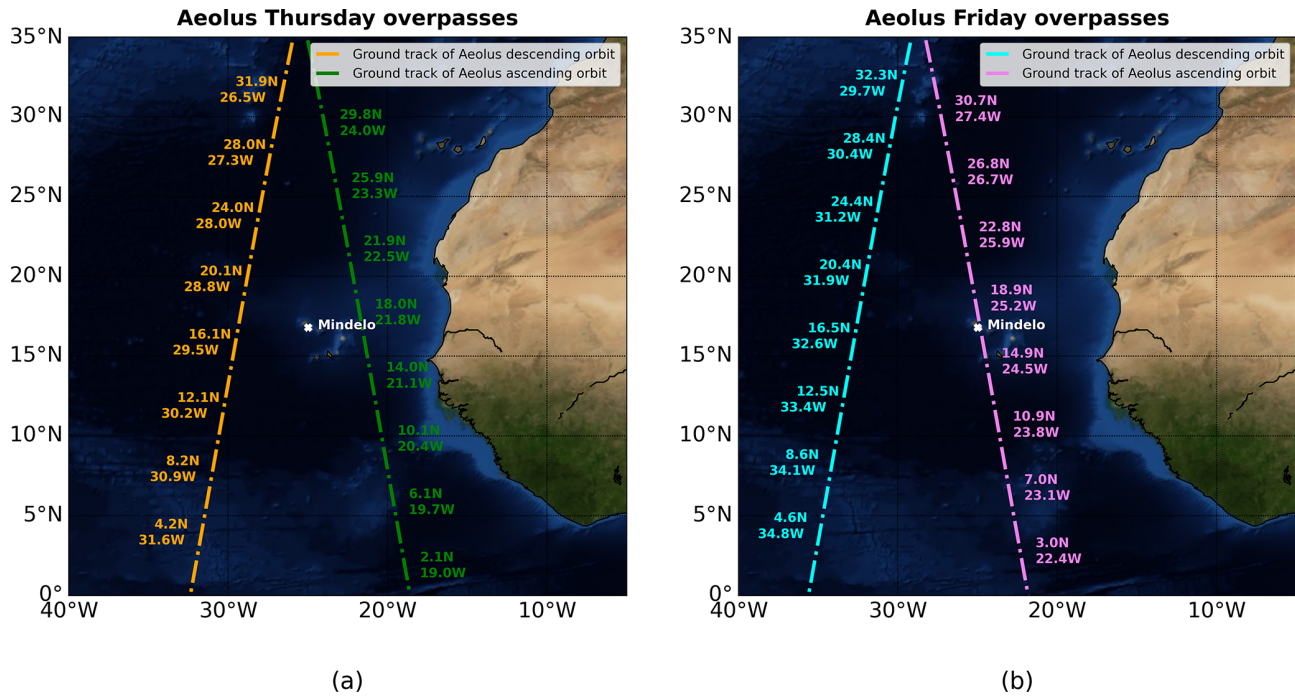 Aeolus Thursday overpasses
Ground track of Aeolus descending orbit
Ground track of Aeolus ascending orbit
35°N
30°N
25°N
20°N
15°N
10°N
5°N
0°
40°W
30°W
20°W
10°W
31.9N
26.5W
28.0N
27.3W
24.0N
28.0W
20.1N
28.8W
16.1N
29.5W
12.1N
30.2W
8.2N
30.9W
4.2N
31.6W
29.8N
24.0W
25.9N
23.3W
21.9N
22.5W
18.0N
21.8W
14.0N
21.1W
10.1N
20.4W
6.1N
19.7W
2.1N
19.0W
Mindelo
(a)
Aeolus Friday overpasses
Ground track of Aeolus descending orbit
Ground track of Aeolus ascending orbit
35°N
30°N
25°N
20°N
15°N
10°N
5°N
0°
40°W
30°W
20°W
10°W
32.3N
29.7W
28.4N
30.4W
24.4N
31.2W
20.4N
31.9W
16.5N
32.6W
12.5N
33.4W
8.6N
34.1W
4.6N
34.8W
30.7N
27.4W
26.8N
26.7W
22.8N
25.9W
18.9N
25.2W
14.9N
24.5W
10.9N
23.8W
7.0N
23.1W
3.0N
22.4W
Mindelo
(b)